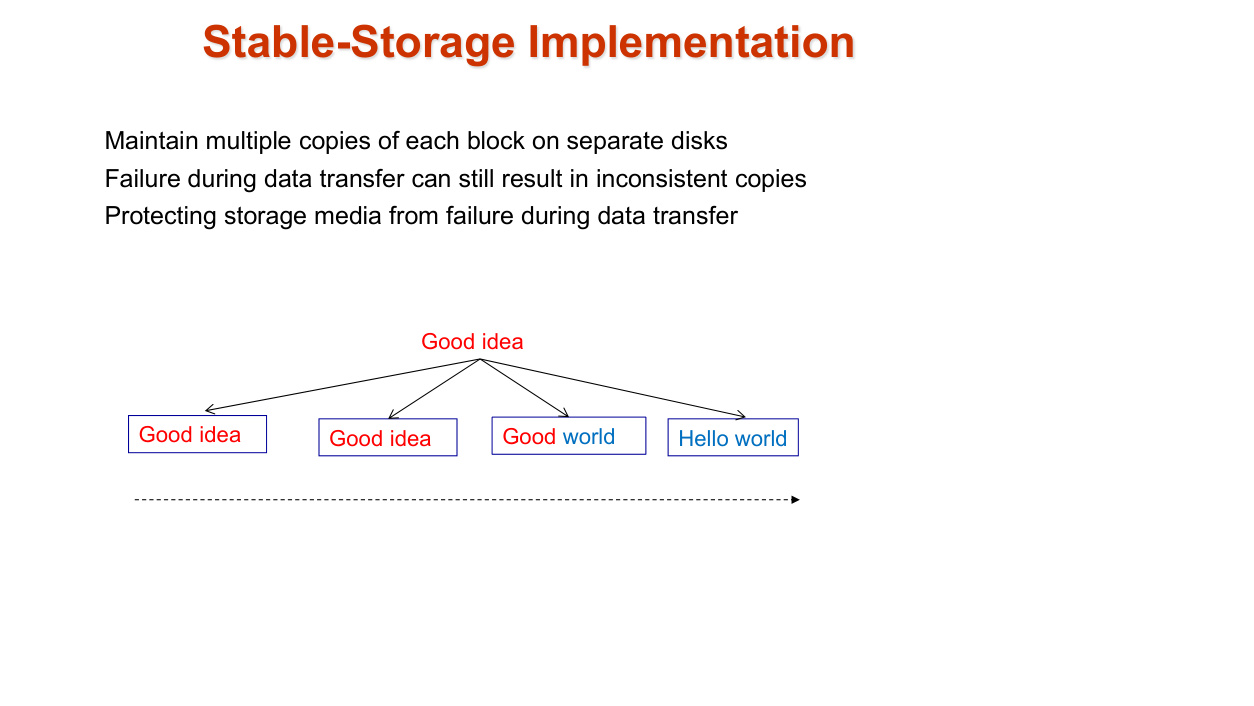 Stable-Storage Implementation
Maintain multiple copies of each block on separate disks
Failure during data transfer can still result in inconsistent copies
Protecting storage media from failure during data transfer
Good idea
Good idea
Good idea
Good world
Hello world